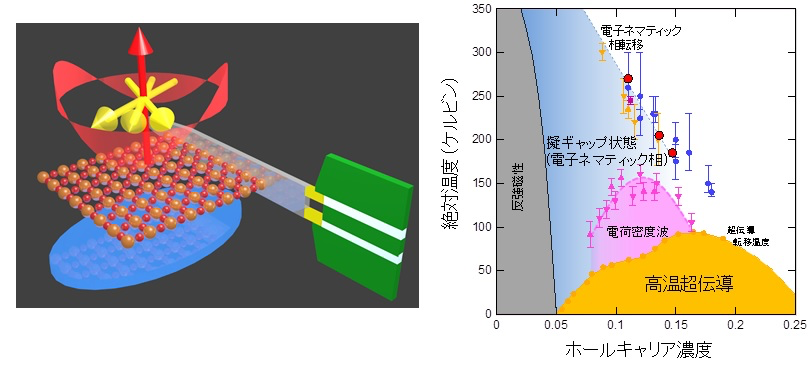 350
300
250
200
150
100
50
0
絶対温度 (ケルビン)
電子ネマティック
相転移
擬ギャップ状態
(電子ネマティック相)
反強磁性
電荷密度波
超伝導
転移温度
高温超伝導
0
0.05
0.1
0.15
0.2
0.25
ホールキャリア濃度